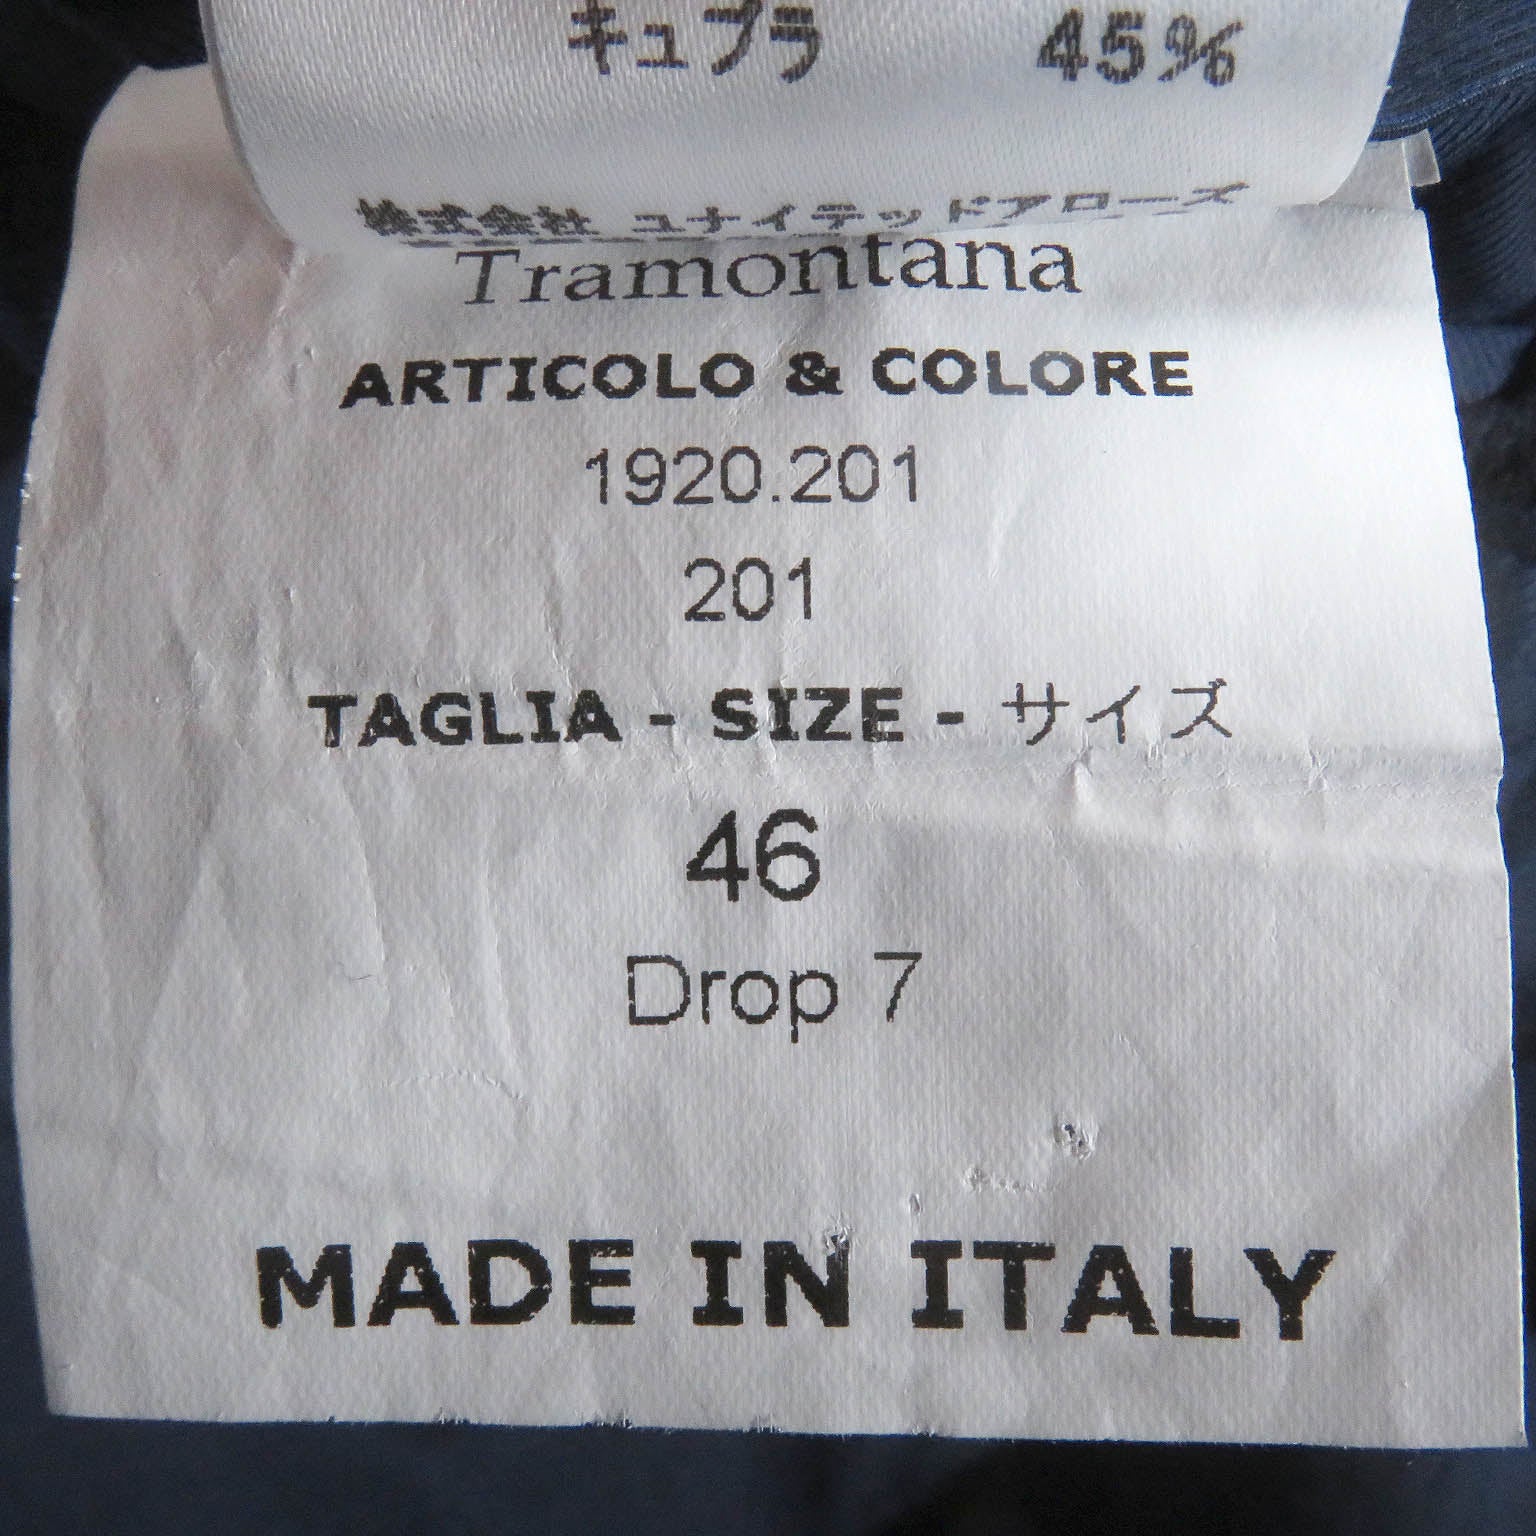 キュプラ 45%
株式会社 ユナイテッドアローズ
Tramontana
ARTICOLO & COLORE
1920.201
201
TAGLIA - SIZE - サイズ
46
Drop 7
MADE IN ITALY